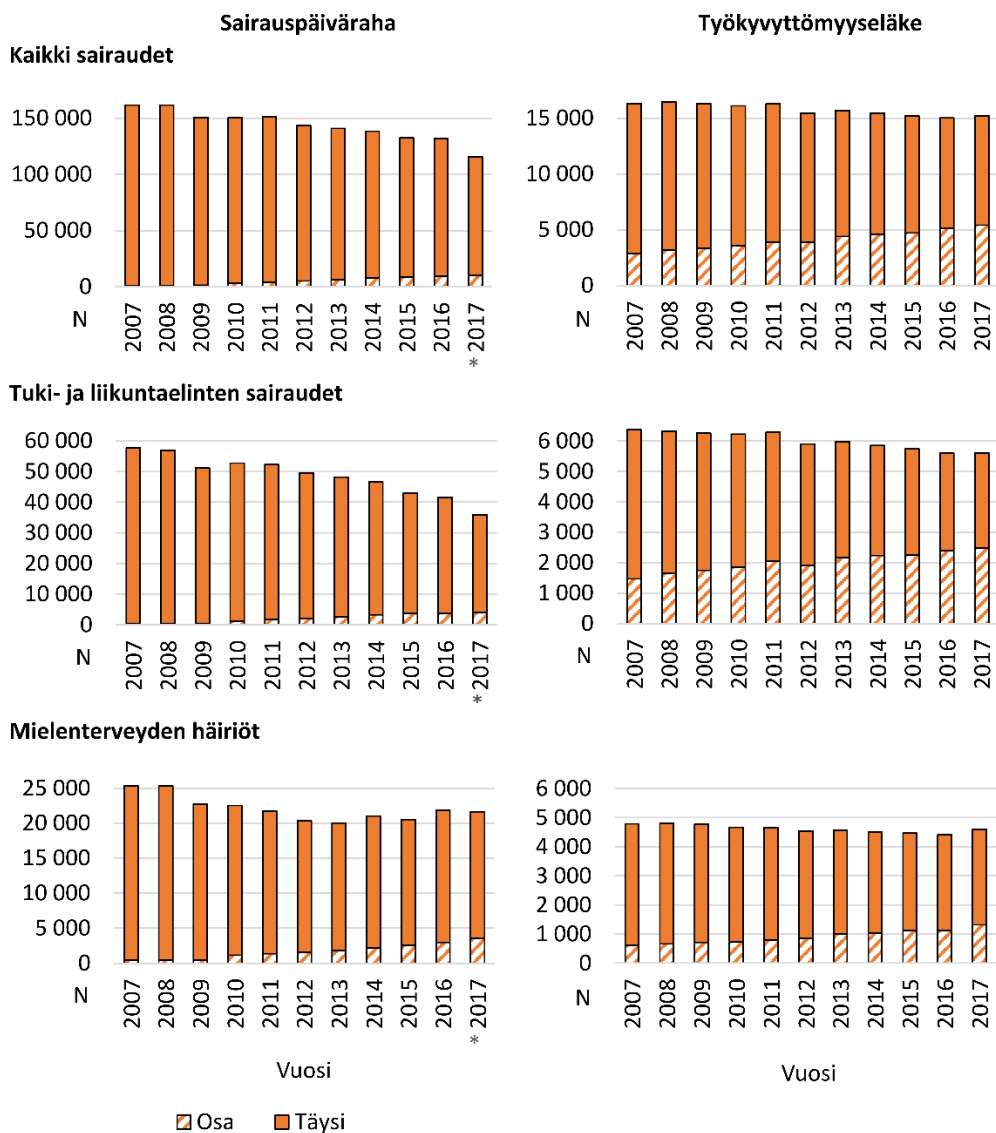 Sairauspäiväraha Työkyvyttömyyseläke
Kaikki sairaudet
150 000
100 000
50 000
0
N
2007 2008 2009 2010 2011 2012 2013 2014 2015 2016 2017
*
15 000
10 000
5 000
0
N
2007 2008 2009 2010 2011 2012 2013 2014 2015 2016 2017
Tuki- ja liikuntaelinten sairaudet
60 000
50 000
40 000
30 000
20 000
10 000
0
N
2007 2008 2009 2010 2011 2012 2013 2014 2015 2016 2017
*
6 000
5 000
4 000
3 000
2 000
1 000
0
N
2007 2008 2009 2010 2011 2012 2013 2014 2015 2016 2017
Mielenterveyden häiriöt
25 000
20 000
15 000
10 000
5 000
0
N
2007 2008 2009 2010 2011 2012 2013 2014 2015 2016 2017
*
Vuosi
6 000
5 000
4 000
3 000
2 000
1 000
0
N
2007 2008 2009 2010 2011 2012 2013 2014 2015 2016 2017
Vuosi
Osa Täysi